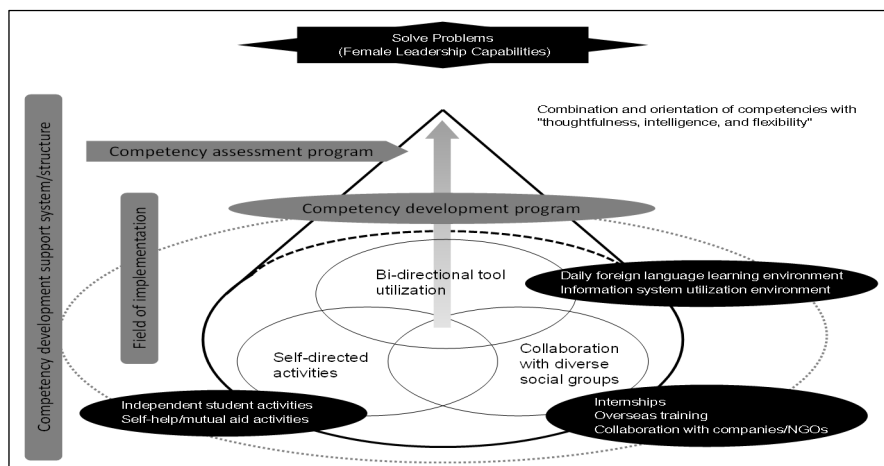 Solve Problems
(Female Leadership Capabilities)
Combination and orientation of competencies with
"thoughtfulness, intelligence, and flexibility"
Competency assessment program
Competency development program
Competency development support system/structure
Field of implementation
Bi-directional tool
utilization
Daily foreign language learning environment
Information system utilization environment
Self-directed
activities
Collaboration
with diverse
social groups
Independent student activities
Self-help/mutual aid activities
Internships
Overseas training
Collaboration with companies/NGOs